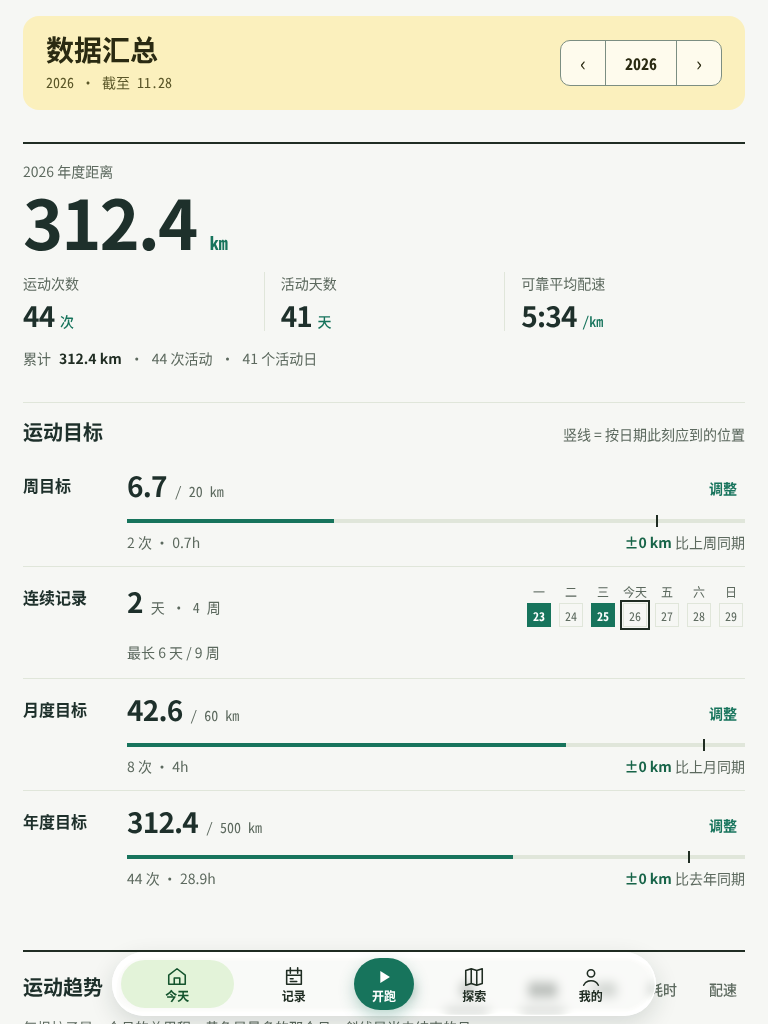 数据汇总
2026 • 截至 11.28
‹ 2026 ›
2026 年度距离
312.4 km
运动次数 活动天数 可靠平均配速
44 次 41 天 5:34 /km
累计 312.4 km • 44 次活动 • 41 个活动日
运动目标 竖线 = 按日期此刻应到的位置
周目标 6.7 / 20 km 调整
2 次 • 0.7h ±0 km 比上周同期
一 二 三 今天 五 六 日
连续记录 2 天 • 4 周 23 24 25 26 27 28 29
最长 6 天 / 9 周
月度目标 42.6 / 60 km 调整
8 次 • 4h ±0 km 比上月同期
年度目标 312.4 / 500 km 调整
44 次 • 28.9h ±0 km 比去年同期
运动趋势 耗时 配速
今天 记录 开跑 探索 我的